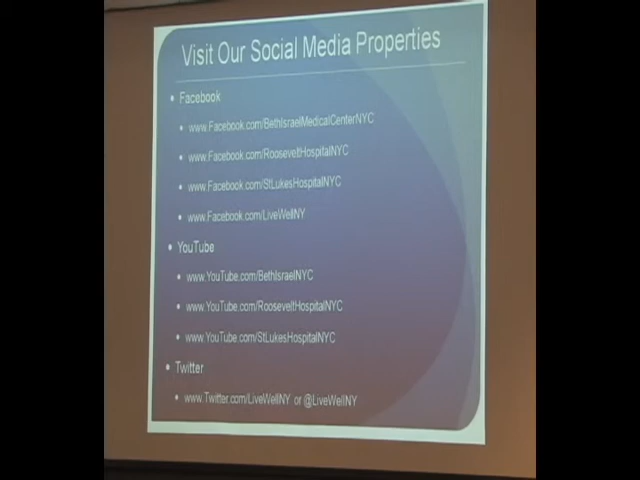 Visit Our Social Media Properties
• Facebook
• www.Facebook.com/BethIsraelMedicalCenterNYC
• www.Facebook.com/RooseveltHospitalNYC
• www.Facebook.com/StLukesHospitalNYC
• www.Facebook.com/LiveWellNY
• YouTube
• www.YouTube.com/BethIsraelNYC
• www.YouTube.com/RooseveltHospitalNYC
• www.YouTube.com/StLukesHospitalNYC
• Twitter
• www.Twitter.com/LiveWellNY or @LiveWellNY